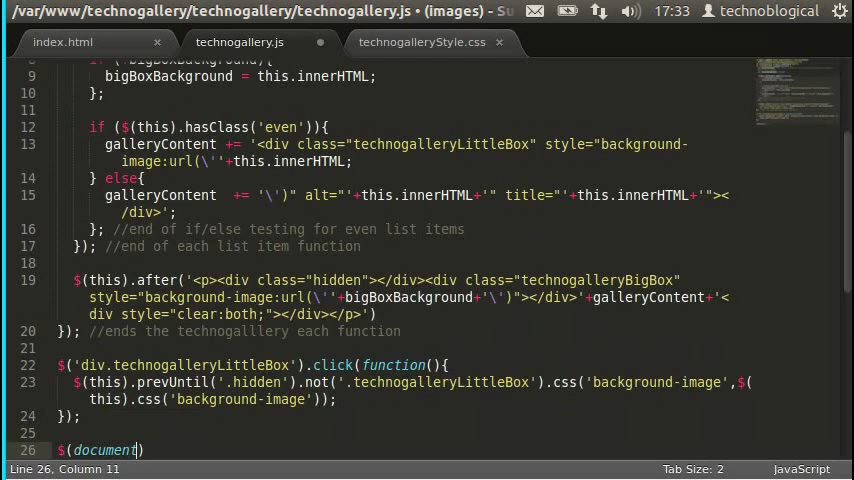 /var/www/technogallery/technogallery/technogallery.js • (images) - Su 17:33 technoblogical
index.html × technogallery.js technogalleryStyle.css ×
9 bigBoxBackground = this.innerHTML;
10 };
11
12 if ($(this).hasClass('even')){
13 galleryContent += '<div class="technogalleryLittleBox" style="background-
image:url(\''+this.innerHTML;
14 } else{
15 galleryContent += '\')" alt="'+this.innerHTML+'" title="'+this.innerHTML+'"><
/div>';
16 }; //end of if/else testing for even list items
17 }); //end of each list item function
18
19 $(this).after('<p><div class="hidden"></div><div class="technogalleryBigBox"
style="background-image:url(\''+bigBoxBackground+'\')"></div>'+galleryContent+'<
div style="clear:both;"></div></p>')
20 }); //ends the technogalllery each function
21
22 $('div.technogalleryLittleBox').click(function(){
23 $(this).prevUntil('.hidden').not('.technogalleryLittleBox').css('background-image',$(
this).css('background-image'));
24 });
25
26 $(document)
Line 26, Column 11 Tab Size: 2 JavaScript